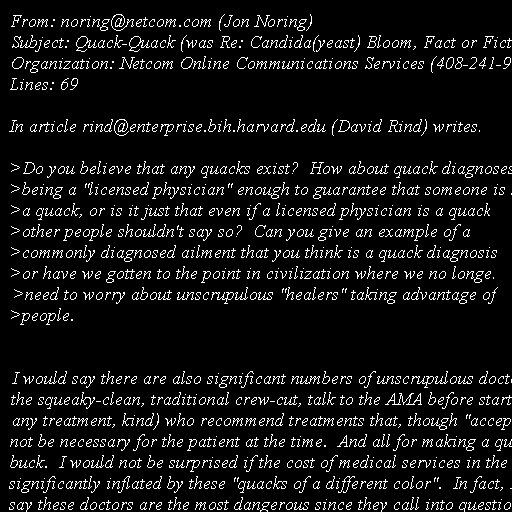 From: noring@netcom.com (Jon Noring)
Subject: Quack-Quack (was Re: Candida(yeast) Bloom, Fact or Fict
Organization: Netcom Online Communications Services (408-241-9
Lines: 69
In article rind@enterprise.bih.harvard.edu (David Rind) writes.
>Do you believe that any quacks exist? How about quack diagnoses
>being a "licensed physician" enough to guarantee that someone is
>a quack, or is it just that even if a licensed physician is a quack
>other people shouldn't say so? Can you give an example of a
>commonly diagnosed ailment that you think is a quack diagnosis
>or have we gotten to the point in civilization where we no longe.
>need to worry about unscrupulous "healers" taking advantage of
>people.
I would say there are also significant numbers of unscrupulous doct
the squeaky-clean, traditional crew-cut, talk to the AMA before start
any treatment, kind) who recommend treatments that, though "accep
not be necessary for the patient at the time. And all for making a qu
buck. I would not be surprised if the cost of medical services in the
significantly inflated by these "quacks of a different color". In fact,
say these doctors are the most dangerous since they call into questio